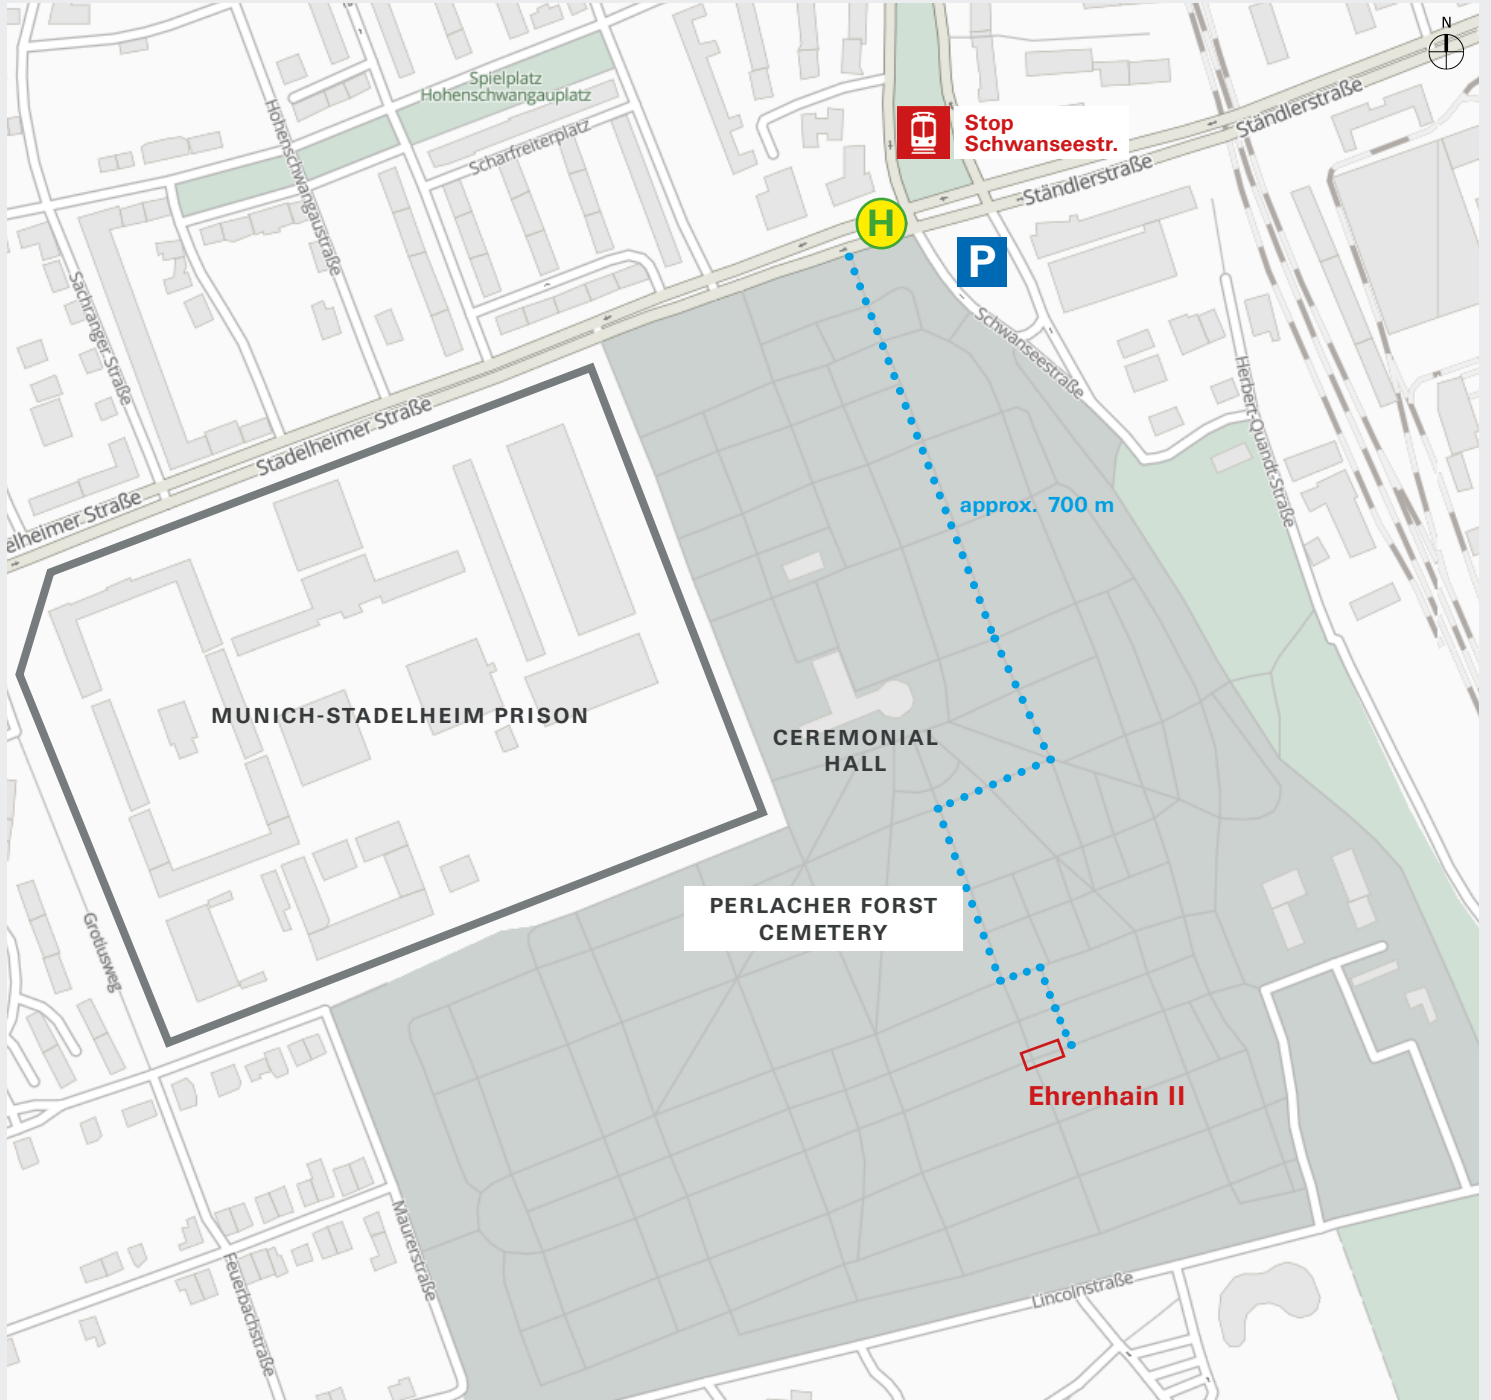 N
Spielplatz
Hohenschwangauplatz
Scharfreiterplatz
Hohenschwangaustraße
Stop
Schwanseestr.
Ständlerstraße
Ständlerstraße
H
P
Schwanseestraße
Sachranger Straße
Herbert-Quandt-Straße
Stadelheimer Straße
elheimer Straße
approx. 700 m
MUNICH-STADELHEIM PRISON
CEREMONIAL
HALL
PERLACHER FORST
CEMETERY
Grotiusweg
Ehrenhain II
Maurerstraße
Feuerbachstraße
Lincolnstraße